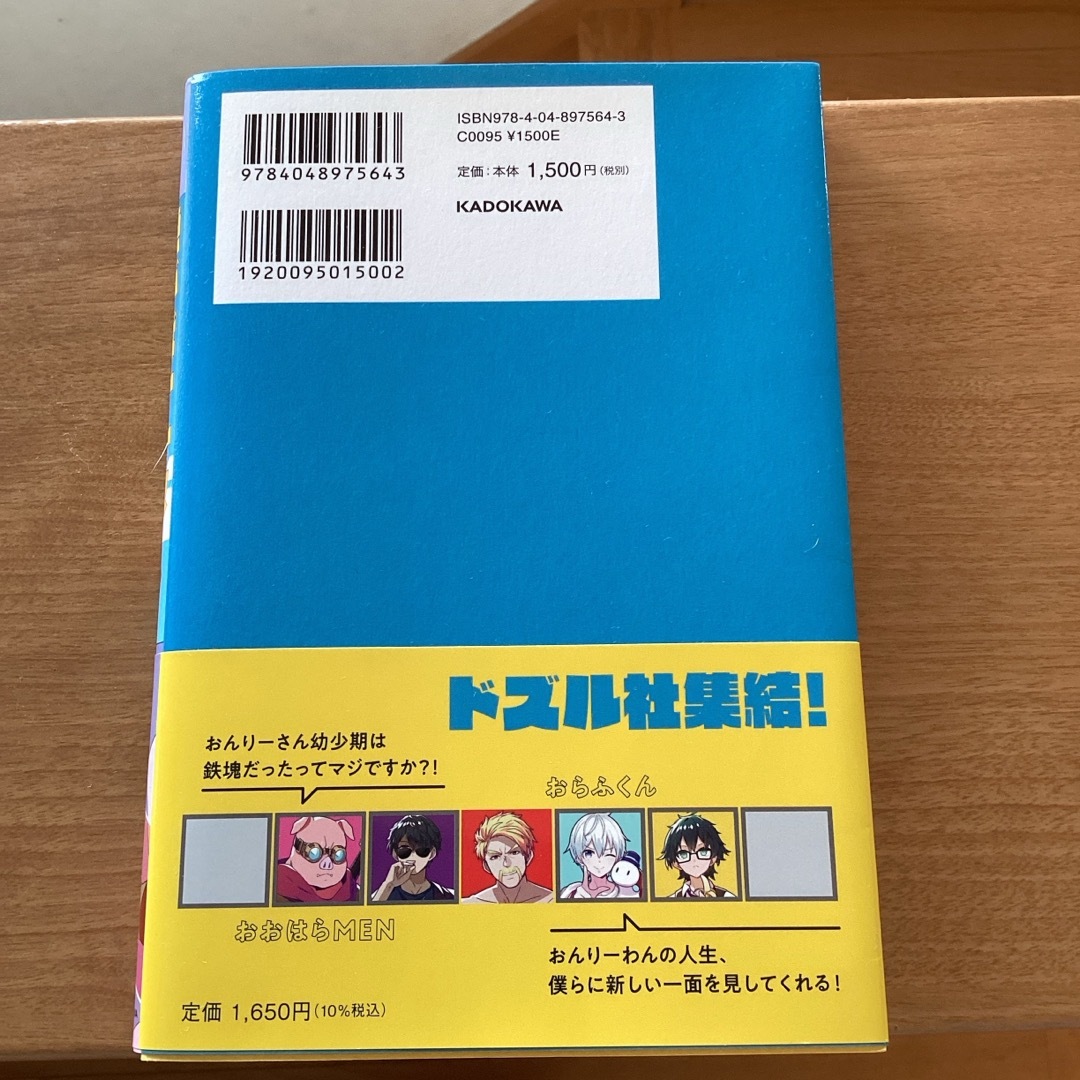 ISBN978-4-04-897564-3
C0095 ¥1500E
9784048975643
定価:本体 1,500円(税別)
KADOKAWA
1920095015002
ドズル社集結!
おんりーさん幼少期は
鉄塊だったってマジですか?!
おらふくん
おおはらMEN
おんりーわんの人生、
僕らに新しい一面を見してくれる!
定価 1,650円(10%税込)